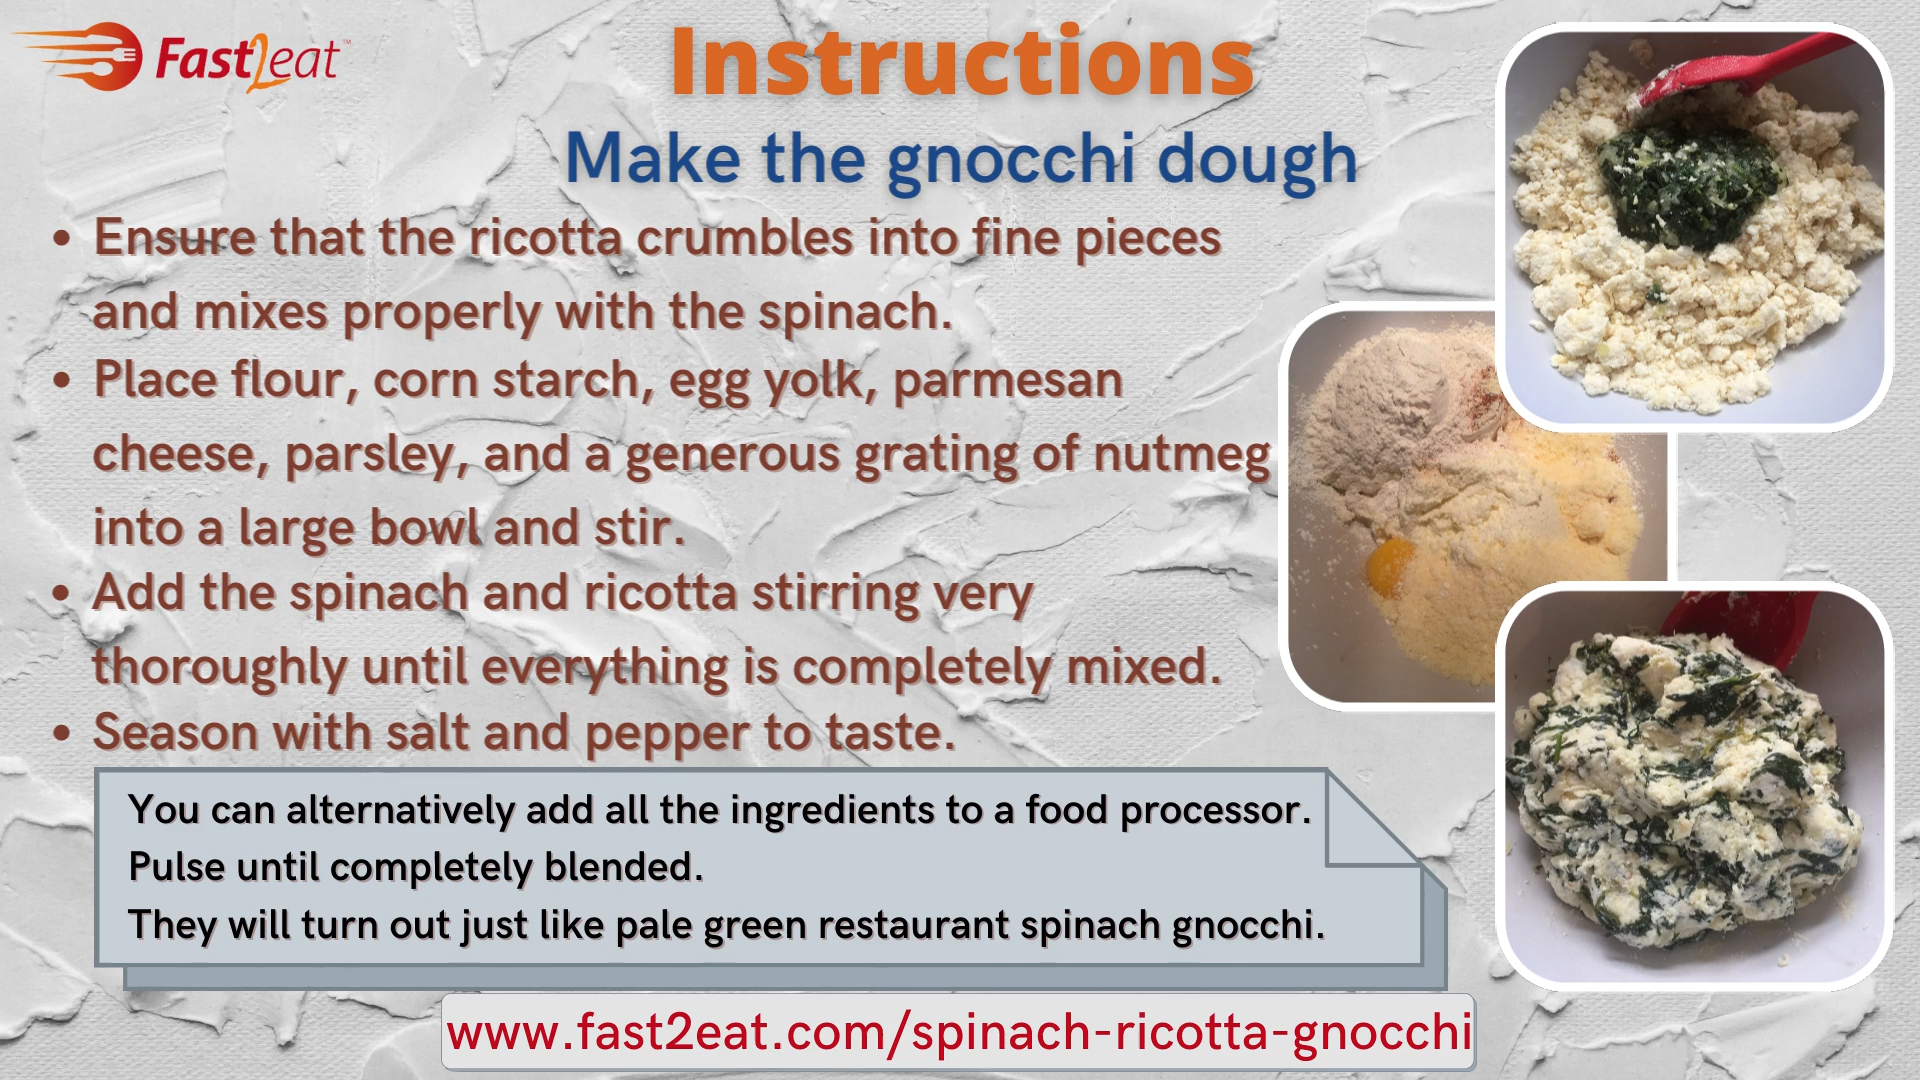 Fast2eat™
Instructions
Make the gnocchi dough
• Ensure that the ricotta crumbles into fine pieces
and mixes properly with the spinach.
• Place flour, corn starch, egg yolk, parmesan
cheese, parsley, and a generous grating of nutmeg
into a large bowl and stir.
• Add the spinach and ricotta stirring very
thoroughly until everything is completely mixed.
• Season with salt and pepper to taste.
You can alternatively add all the ingredients to a food processor.
Pulse until completely blended.
They will turn out just like pale green restaurant spinach gnocchi.
www.fast2eat.com/spinach-ricotta-gnocchi